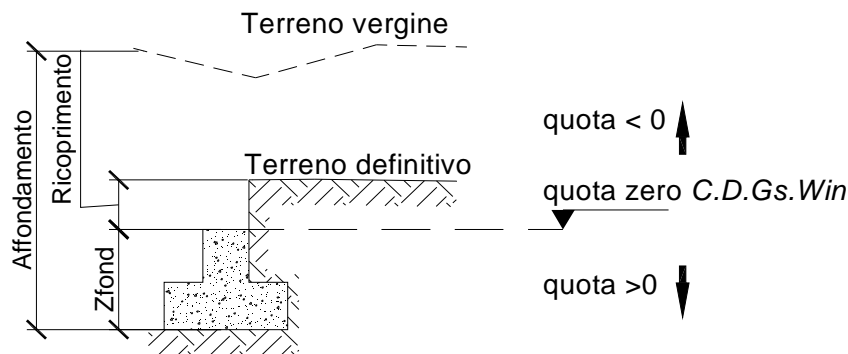 Terreno vergine
Affondamento
Ricoprimento
quota < 0
Terreno definitivo
quota zero C.D.Gs.Win
Zfond
quota >0